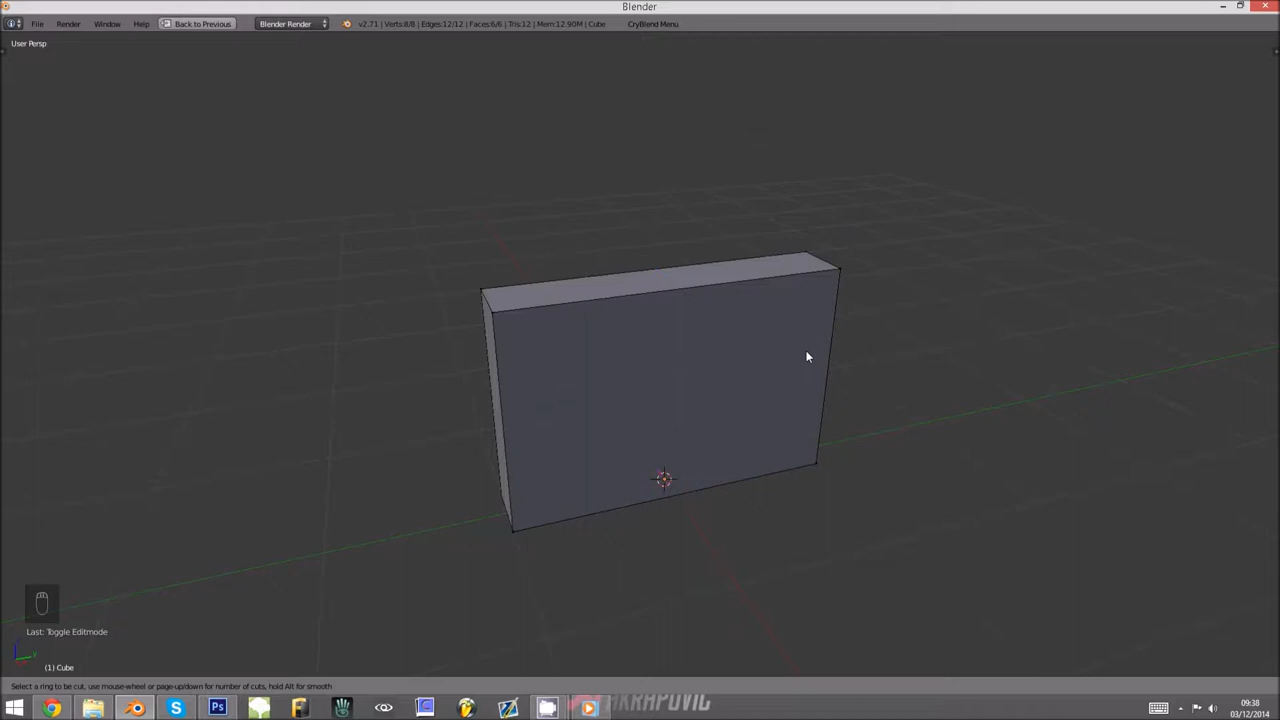 Blender
File Render Window Help Back to Previous Blender Render v2.71 | Verts:8/8 | Edges:12/12 | Faces:6/6 | Tris:12 | Mem:12.90M | Cube CryBlend Menu
User Persp
Last: Toggle Editmode
(1) Cube
Select a ring to be cut, use mouse-wheel or page-up/down for number of cuts, hold Alt for smooth
AKRAPOVIC
09:38
03/12/2014